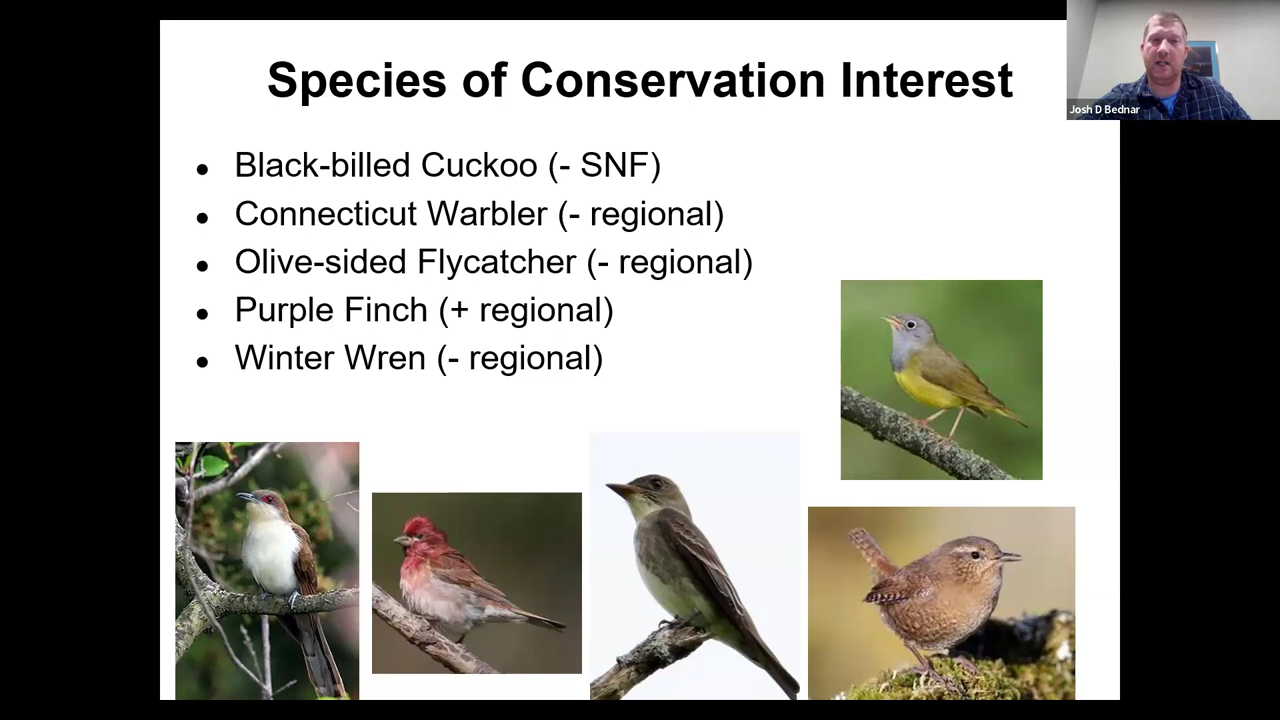 Species of Conservation Interest
Josh D Bednar
● Black-billed Cuckoo (- SNF)
● Connecticut Warbler (- regional)
● Olive-sided Flycatcher (- regional)
● Purple Finch (+ regional)
● Winter Wren (- regional)